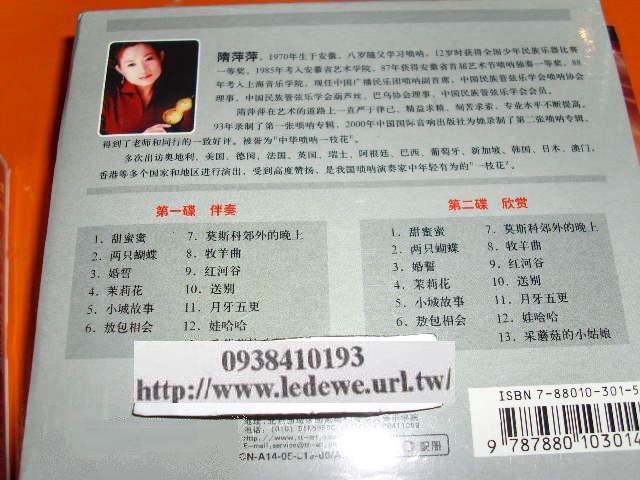 隋萍萍，1970年生于安徽，八岁随父学习唢呐，12岁时获得全国少年民族乐器比赛
一等奖，1985年考入安徽省艺术学院，87年获得安徽省首届艺术节唢呐独奏一等奖，88
年考入上海音乐学院，现任中国广播民乐团唢呐副首席，中国民族管弦乐学会唢呐协会
理事，中国民族管弦乐学会葫芦丝、巴乌协会理事，中国民族管弦乐学会会员。
隋萍萍在艺术的道路上一直严于律己，精益求精，刻苦求索，专业水平不断提高，
93年录制了第一张唢呐专辑，2000年中国国际音响出版社为她录制了第二张唢呐专辑，
得到了老师和同行的一致好评。被誉为"中华唢呐一枝花"。
多次出访奥地利、美国、德国、法国、英国、瑞士、阿根廷、巴西、葡萄牙、新加坡、韩国、日本、澳门、
香港等多个国家和地区进行演出，受到高度赞扬，是我国唢呐演奏家中年轻有为的"一枝花"。
第一碟 伴奏
1．甜蜜蜜
2．两只蝴蝶
3．婚誓
4．茉莉花
5．小城故事
6．敖包相会
7．莫斯科郊外的晚上
8．牧羊曲
9．红河谷
10．送别
11．月牙五更
12．娃哈哈
第二碟 欣赏
1．甜蜜蜜
2．两只蝴蝶
3．婚誓
4．茉莉花
5．小城故事
6．敖包相会
7．莫斯科郊外的晚上
8．牧羊曲
9．红河谷
10．送别
11．月牙五更
12．娃哈哈
13．采蘑菇的小姑娘
0938410193
http://www.ledewe.url.tw/
ISBN 7-88010-301-5
9 787880 103014